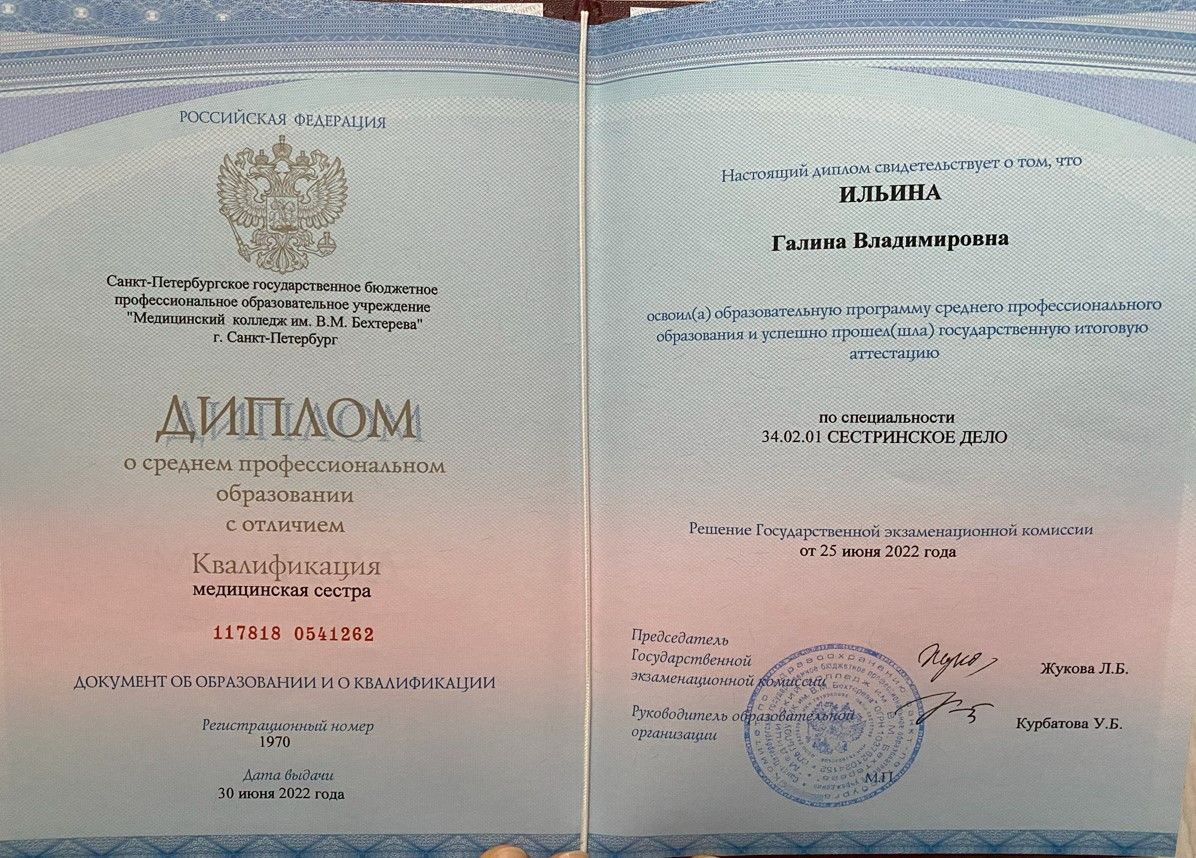 РОССИЙСКАЯ ФЕДЕРАЦИЯ
Санкт-Петербургское государственное бюджетное
профессиональное образовательное учреждение
"Медицинский колледж им. В.М. Бехтерева"
г. Санкт-Петербург
ДИПЛОМ
о среднем профессиональном
образовании
с отличием
Квалификация
медицинская сестра
117818 0541262
ДОКУМЕНТ ОБ ОБРАЗОВАНИИ И О КВАЛИФИКАЦИИ
Регистрационный номер
1970
Дата выдачи
30 июня 2022 года
Настоящий диплом свидетельствует о том, что
ИЛЬИНА
Галина Владимировна
освоил(а) образовательную программу среднего профессионального
образования и успешно прошел(шла) государственную итоговую
аттестацию
по специальности
34.02.01 СЕСТРИНСКОЕ ДЕЛО
Решение Государственной экзаменационной комиссии
от 25 июня 2022 года
Председатель
Государственной
экзаменационной комиссии
Жукова Л.Б.
Руководитель образовательной
организации
Курбатова У.Б.
М.П.